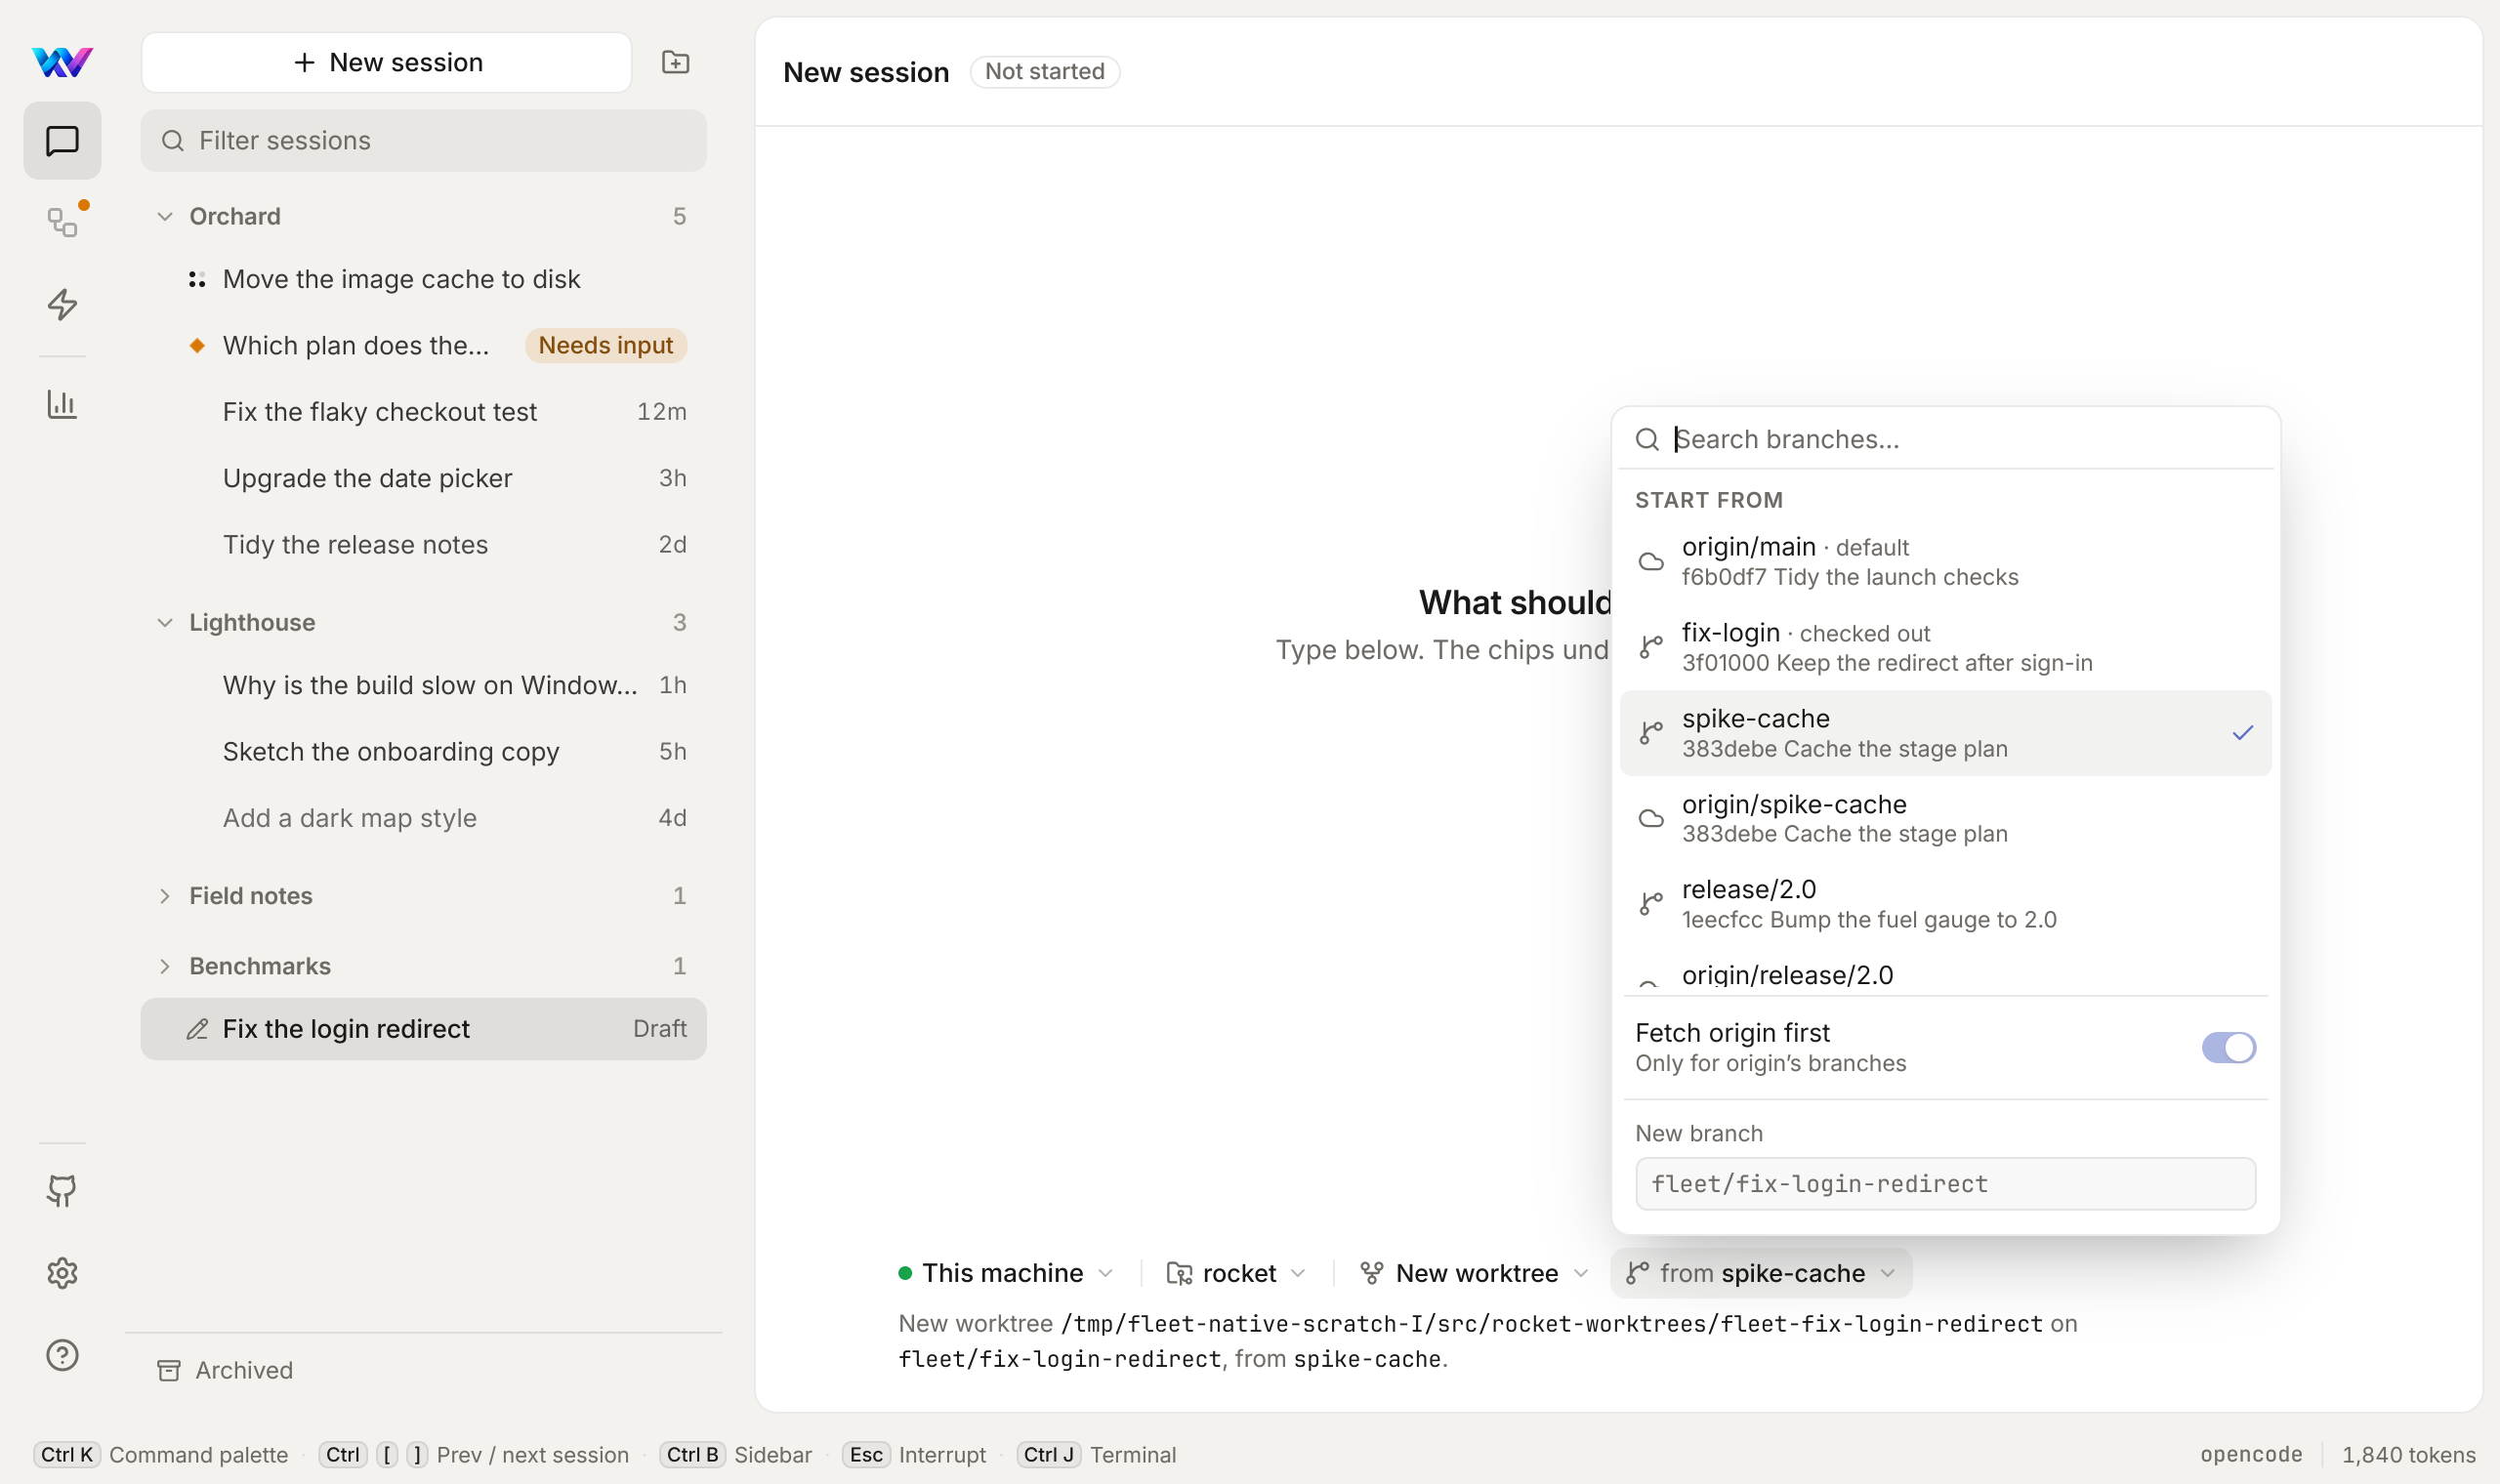 New session
Filter sessions
Orchard 5
Move the image cache to disk
Which plan does the... Needs input
Fix the flaky checkout test 12m
Upgrade the date picker 3h
Tidy the release notes 2d
Lighthouse 3
Why is the build slow on Window... 1h
Sketch the onboarding copy 5h
Add a dark map style 4d
Field notes 1
Benchmarks 1
Fix the login redirect Draft
Archived
New session Not started
What should
Type below. The chips und
Search branches...
START FROM
origin/main · default
f6b0df7 Tidy the launch checks
fix-login · checked out
3f01000 Keep the redirect after sign-in
spike-cache
383debe Cache the stage plan
origin/spike-cache
383debe Cache the stage plan
release/2.0
1eecfcc Bump the fuel gauge to 2.0
origin/release/2.0
Fetch origin first
Only for origin’s branches
New branch
fleet/fix-login-redirect
This machine rocket New worktree from spike-cache
New worktree /tmp/fleet-native-scratch-I/src/rocket-worktrees/fleet-fix-login-redirect on
fleet/fix-login-redirect, from spike-cache.
Ctrl K Command palette · Ctrl [ ] Prev / next session · Ctrl B Sidebar · Esc Interrupt · Ctrl J Terminal
opencode 1,840 tokens